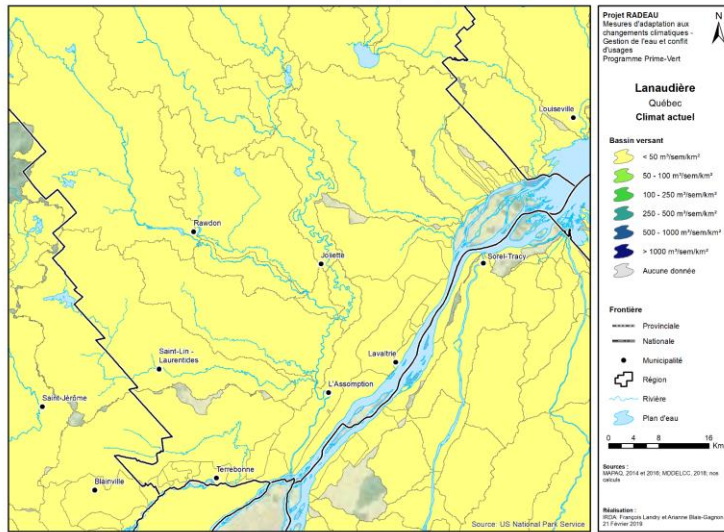 Louiseville
Rawdon
Joliette
Sorel-Tracy
Saint-Lin -
Laurentides
Lavaltrie
L'Assomption
Saint-Jérôme
Terrebonne
Blainville
Source: US National Park Service
Projet RADEAU
Mesures d'adaptation aux
changements climatiques -
Gestion de l'eau et conflit
d'usages
Programme Prime-Vert
N
Lanaudière
Québec
Climat actuel
Bassin versant
< 50 m³/sem/km²
50 - 100 m³/sem/km²
100 - 250 m³/sem/km²
250 - 500 m³/sem/km²
500 - 1000 m³/sem/km²
> 1000 m³/sem/km²
Aucune donnée
Frontière
Provinciale
Nationale
Municipalité
Région
Rivière
Plan d'eau
0 4 8 16
Km
Sources :
MAPAQ, 2014 et 2016; MDDELCC, 2016; nos
calculs
Réalisation :
IRDA: François Landry et Arianne Blais-Gagnon
21 Février 2019